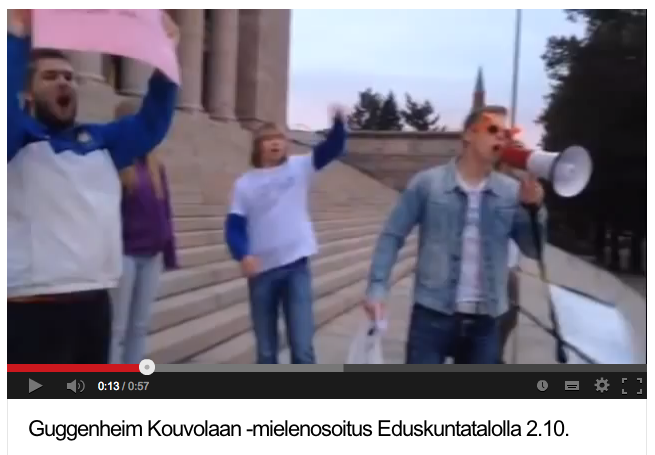 0:13 / 0:57
Guggenheim Kouvolaan -mielenosoitus Eduskuntatalolla 2.10.